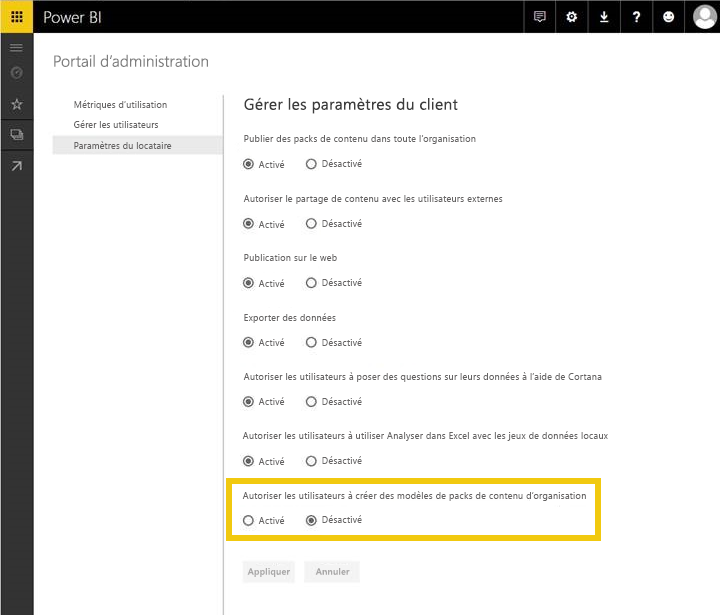 Power BI
?
Portail d'administration
Métriques d'utilisation
Gérer les utilisateurs
Paramètres du locataire
Gérer les paramètres du client
Publier des packs de contenu dans toute l'organisation
Activé Désactivé
Autoriser le partage de contenu avec les utilisateurs externes
Activé Désactivé
Publication sur le web
Activé Désactivé
Exporter des données
Activé Désactivé
Autoriser les utilisateurs à poser des questions sur leurs données à l'aide de Cortana
Activé Désactivé
Autoriser les utilisateurs à utiliser Analyser dans Excel avec les jeux de données locaux
Activé Désactivé
Autoriser les utilisateurs à créer des modèles de packs de contenu d'organisation
Activé Désactivé
Appliquer Annuler